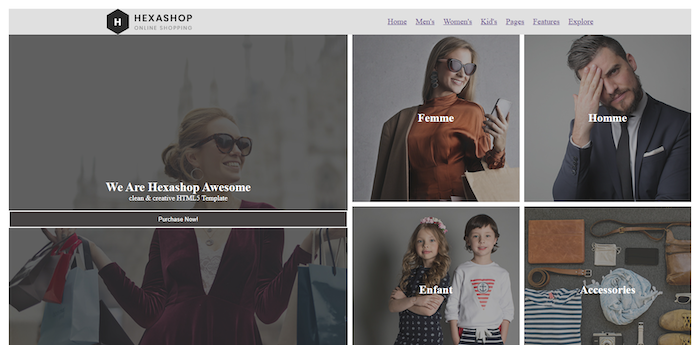 H
HEXASHOP
ONLINE SHOPPING
Home Men's Women's Kid's Pages Features Explore
We Are Hexashop Awesome
clean & creative HTML5 Template
Purchase Now!
Femme
Homme
Enfant
Accessories